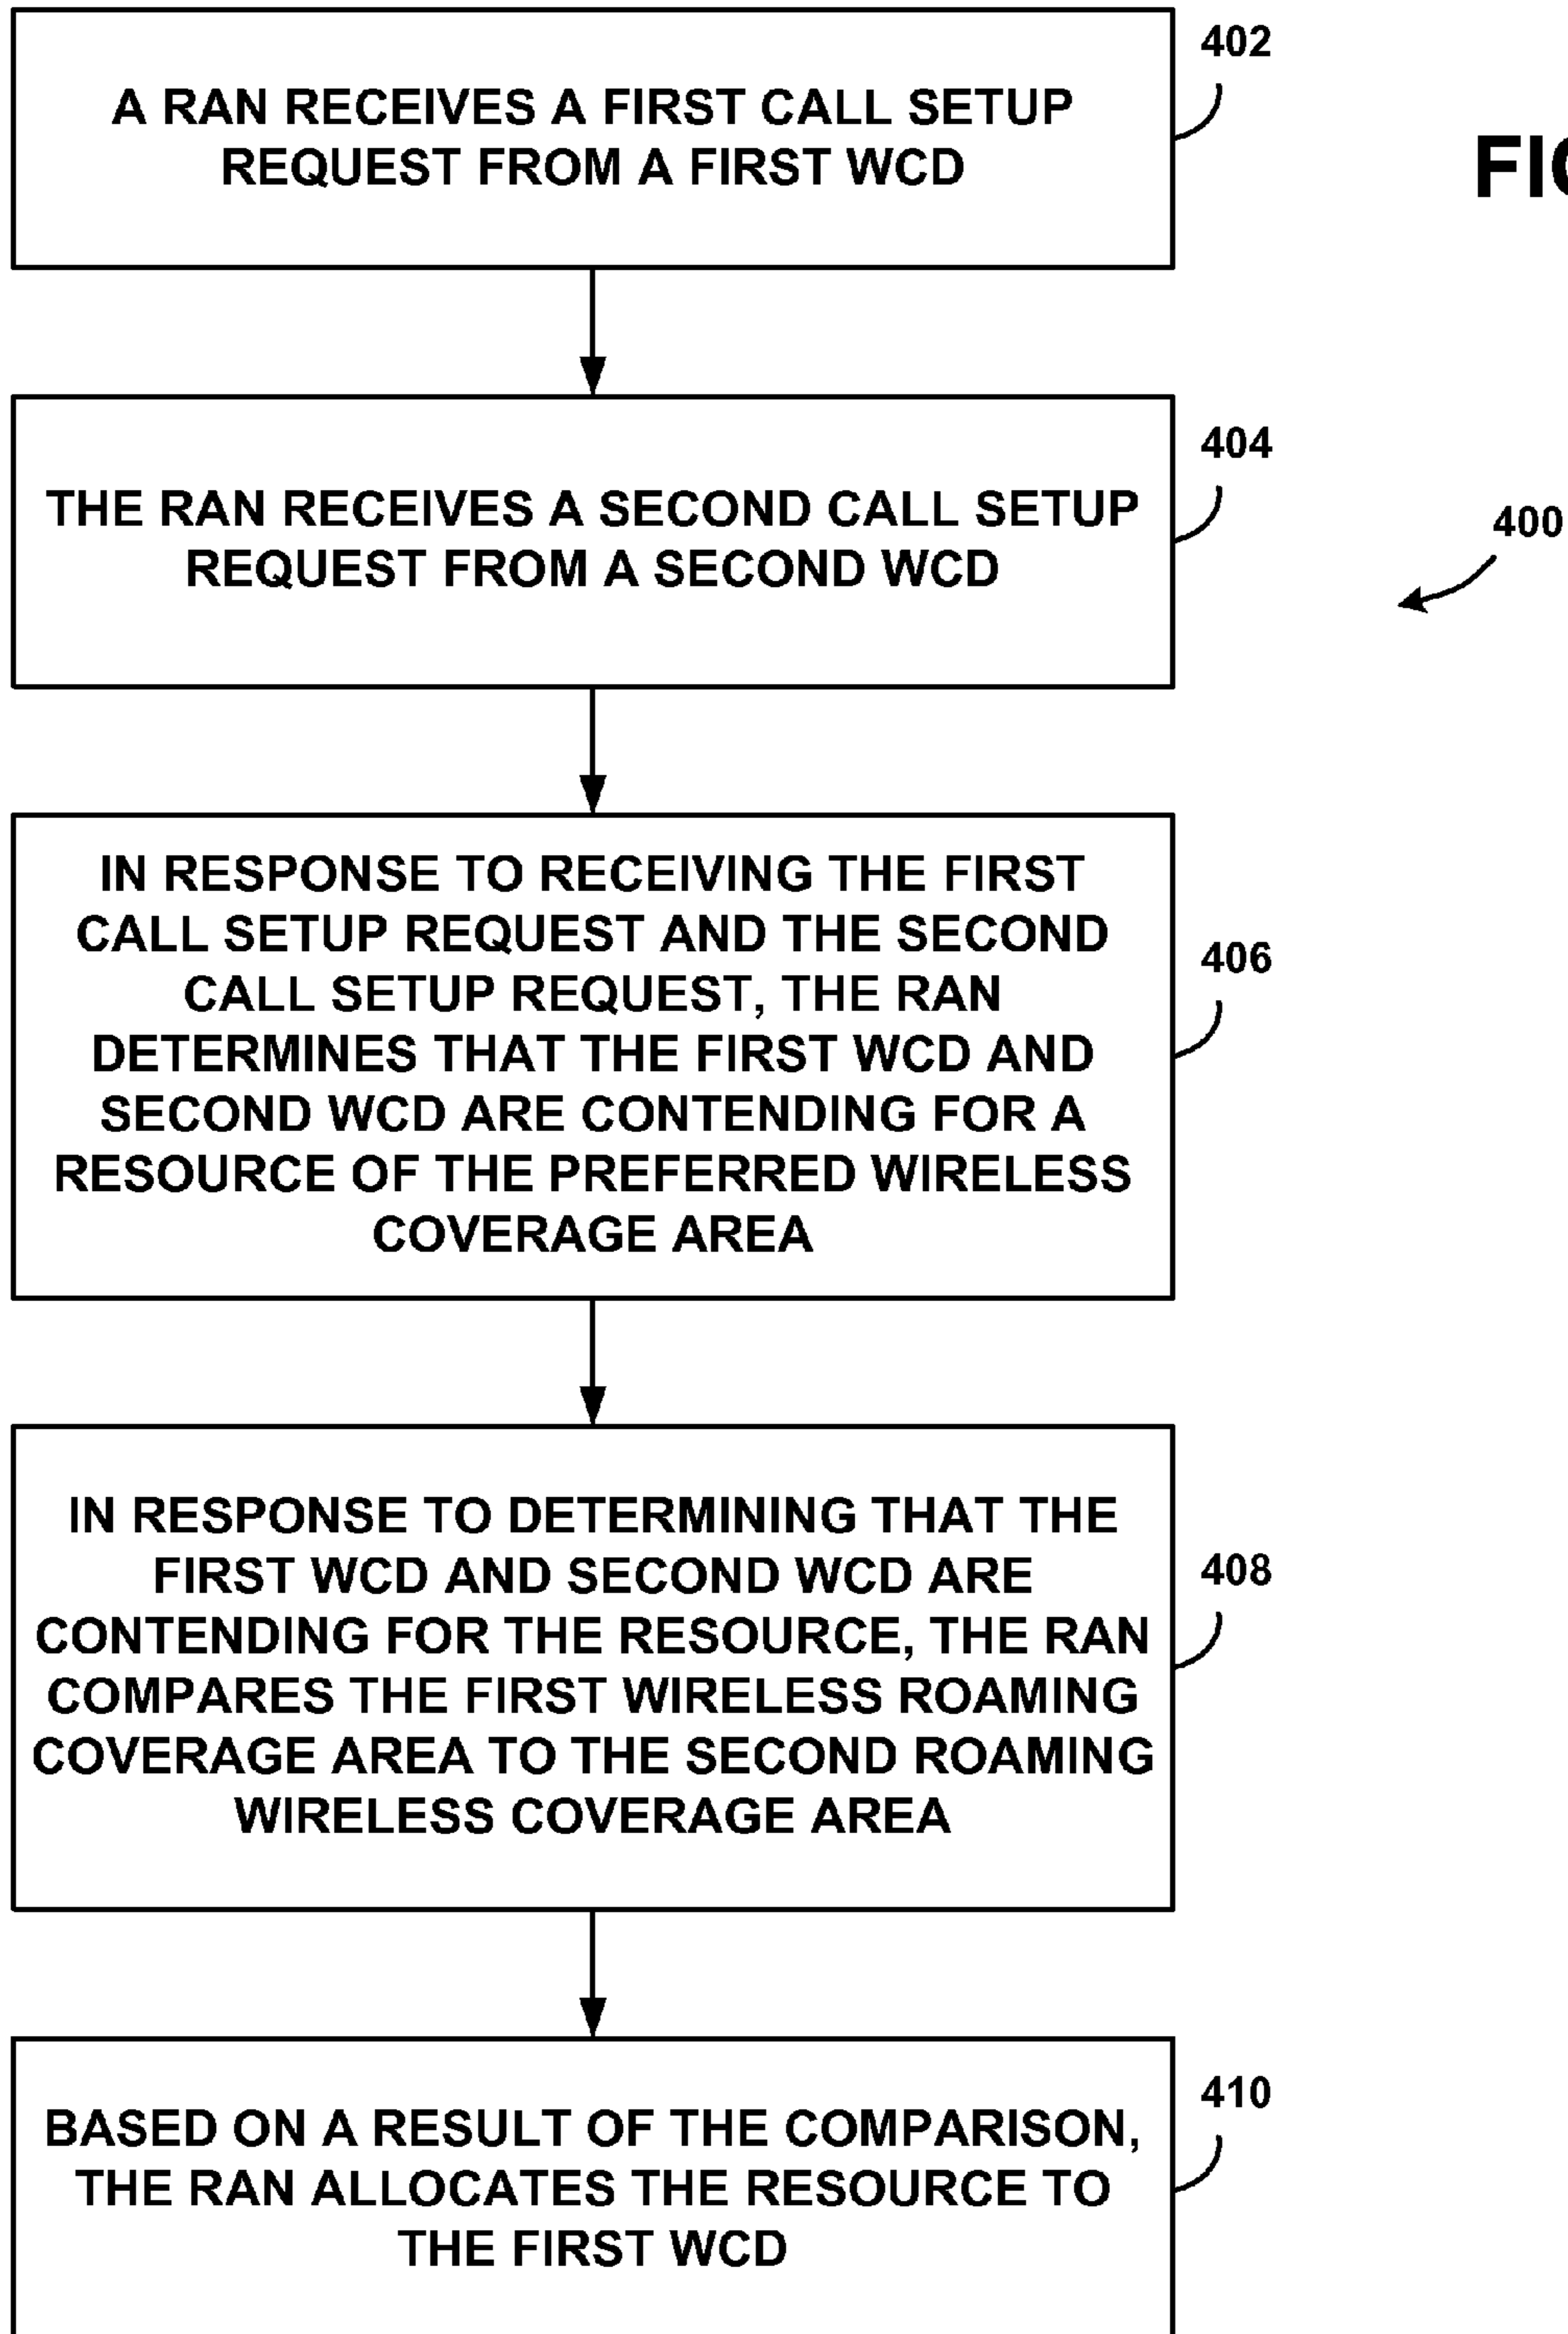 A RAN RECEIVES A FIRST CALL SETUP
REQUEST FROM A FIRST WCD
402
THE RAN RECEIVES A SECOND CALL SETUP
REQUEST FROM A SECOND WCD
404
400
IN RESPONSE TO RECEIVING THE FIRST
CALL SETUP REQUEST AND THE SECOND
CALL SETUP REQUEST, THE RAN
DETERMINES THAT THE FIRST WCD AND
SECOND WCD ARE CONTENDING FOR A
RESOURCE OF THE PREFERRED WIRELESS
COVERAGE AREA
406
IN RESPONSE TO DETERMINING THAT THE
FIRST WCD AND SECOND WCD ARE
CONTENDING FOR THE RESOURCE, THE RAN
COMPARES THE FIRST WIRELESS ROAMING
COVERAGE AREA TO THE SECOND ROAMING
WIRELESS COVERAGE AREA
408
BASED ON A RESULT OF THE COMPARISON,
THE RAN ALLOCATES THE RESOURCE TO
THE FIRST WCD
410